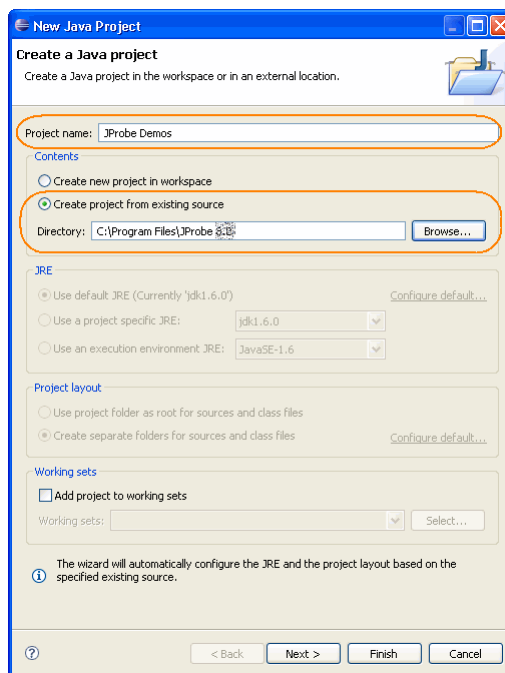 New Java Project
Create a Java project
Create a Java project in the workspace or in an external location.
Project name: JProbe Demos
Contents
Create new project in workspace
Create project from existing source
Directory: C:\Program Files\JProbe Browse...
JRE
Use default JRE (Currently 'jdk1.6.0') Configure default...
Use a project specific JRE: jdk1.6.0
Use an execution environment JRE: JavaSE-1.6
Project layout
Use project folder as root for sources and class files
Create separate folders for sources and class files Configure default...
Working sets
Add project to working sets
Working sets: Select...
The wizard will automatically configure the JRE and the project layout based on the
specified existing source.
? < Back Next > Finish Cancel